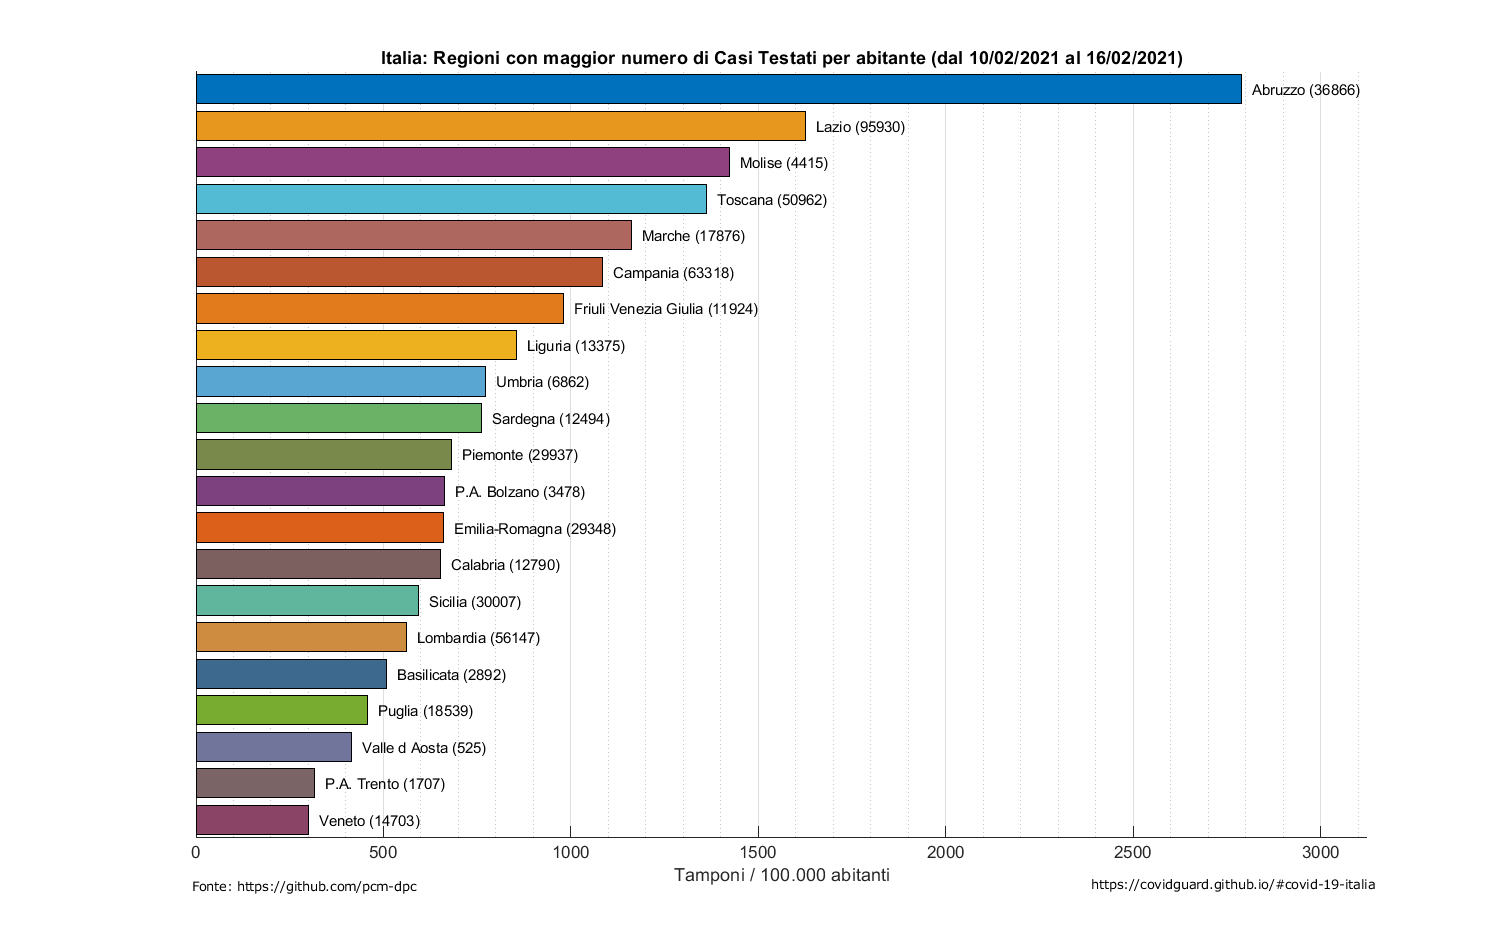 Italia: Regioni con maggior numero di Casi Testati per abitante (dal 10/02/2021 al 16/02/2021)
Abruzzo (36866)
Lazio (95930)
Molise (4415)
Toscana (50962)
Marche (17876)
Campania (63318)
Friuli Venezia Giulia (11924)
Liguria (13375)
Umbria (6862)
Sardegna (12494)
Piemonte (29937)
P.A. Bolzano (3478)
Emilia-Romagna (29348)
Calabria (12790)
Sicilia (30007)
Lombardia (56147)
Basilicata (2892)
Puglia (18539)
Valle d Aosta (525)
P.A. Trento (1707)
Veneto (14703)
0 500 1000 1500 2000 2500 3000
Tamponi / 100.000 abitanti
Fonte: https://github.com/pcm-dpc
https://covidguard.github.io/#covid-19-italia